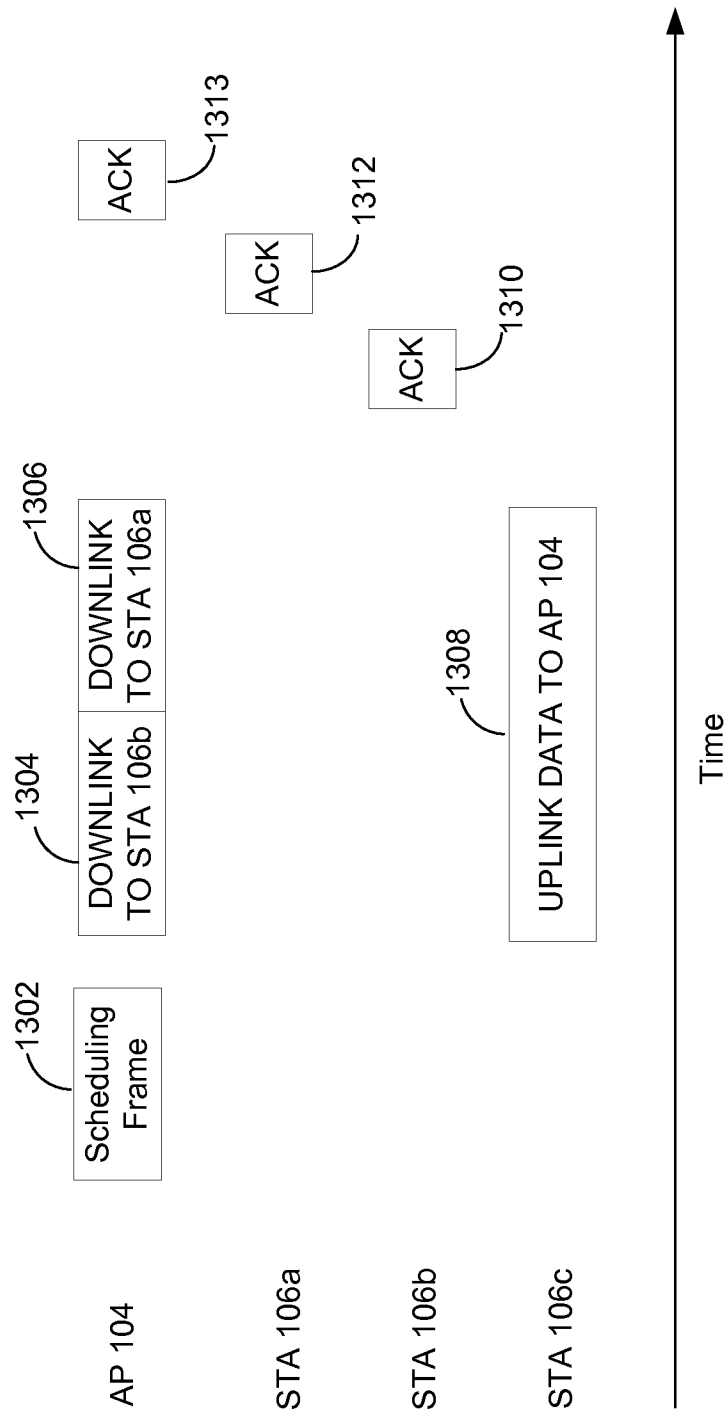 AP 104
1302
Scheduling
Frame
1304
DOWNLINK
TO STA 106b
1306
DOWNLINK
TO STA 106a
ACK
1313
STA 106a
ACK
1312
STA 106b
ACK
1310
STA 106c
1308
UPLINK DATA TO AP 104
Time